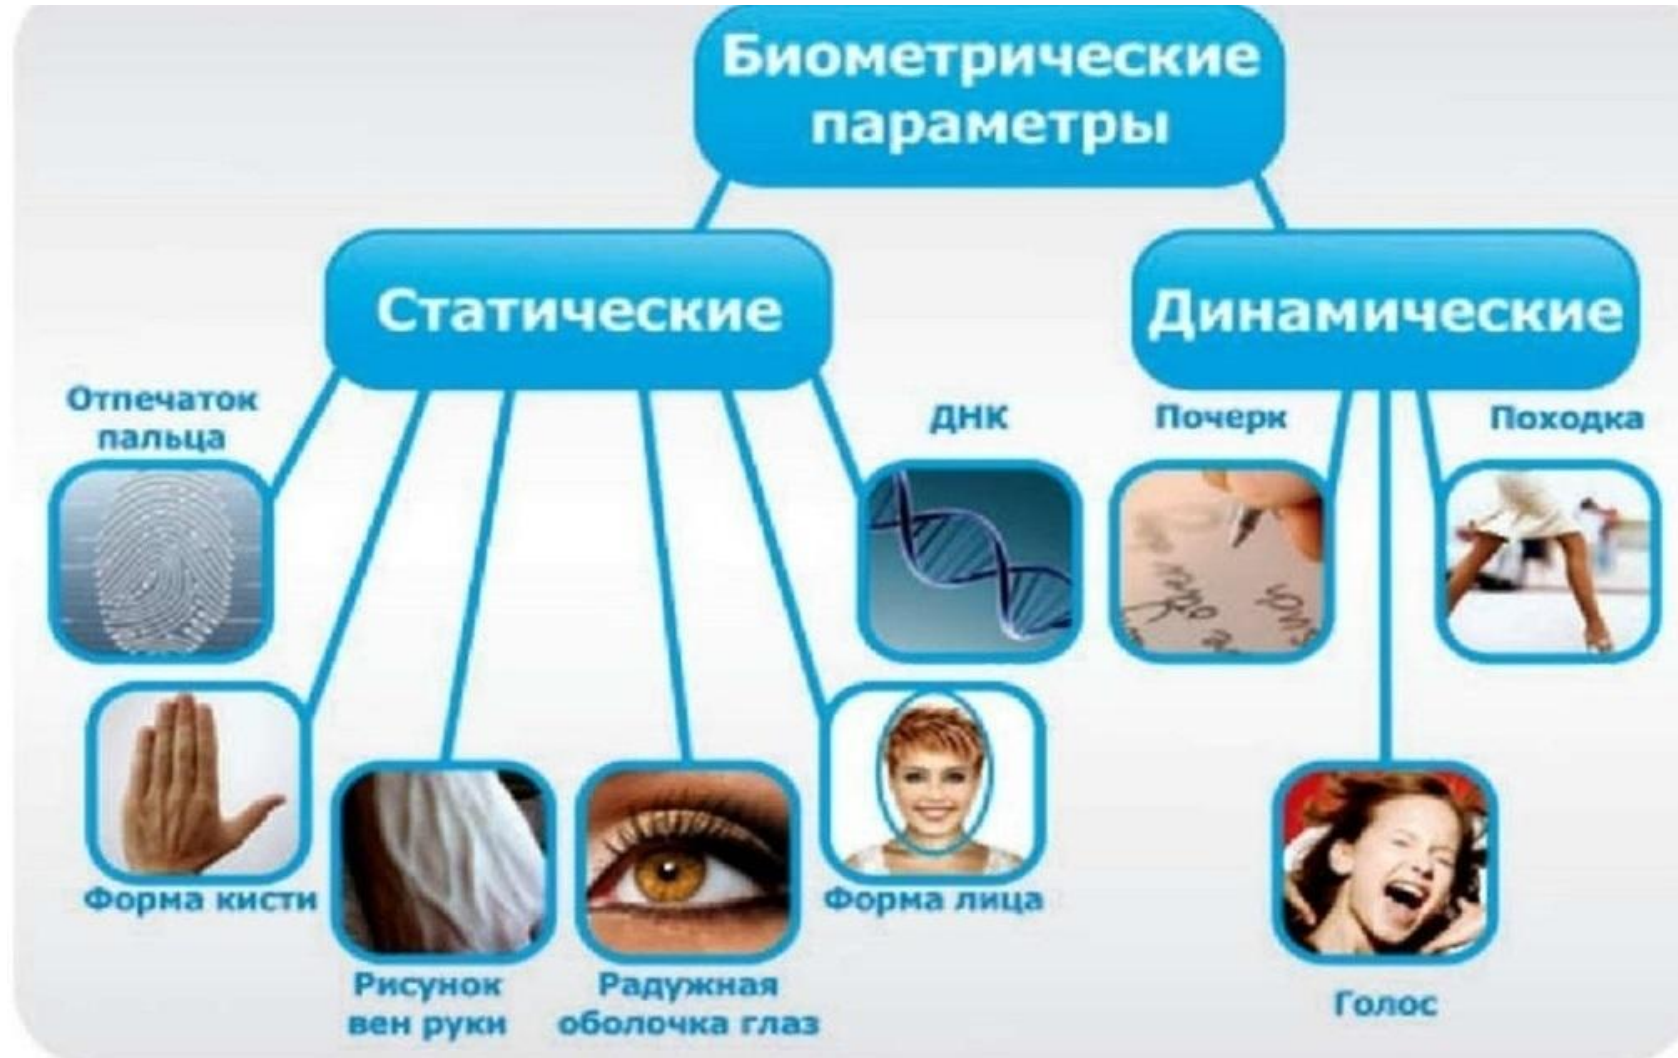 Биометрические
параметры
Статические
Динамические
Отпечаток
пальца
ДНК
Почерк
Походка
Форма кисти
Форма лица
Рисунок
вен руки
Радужная
оболочка глаз
Голос